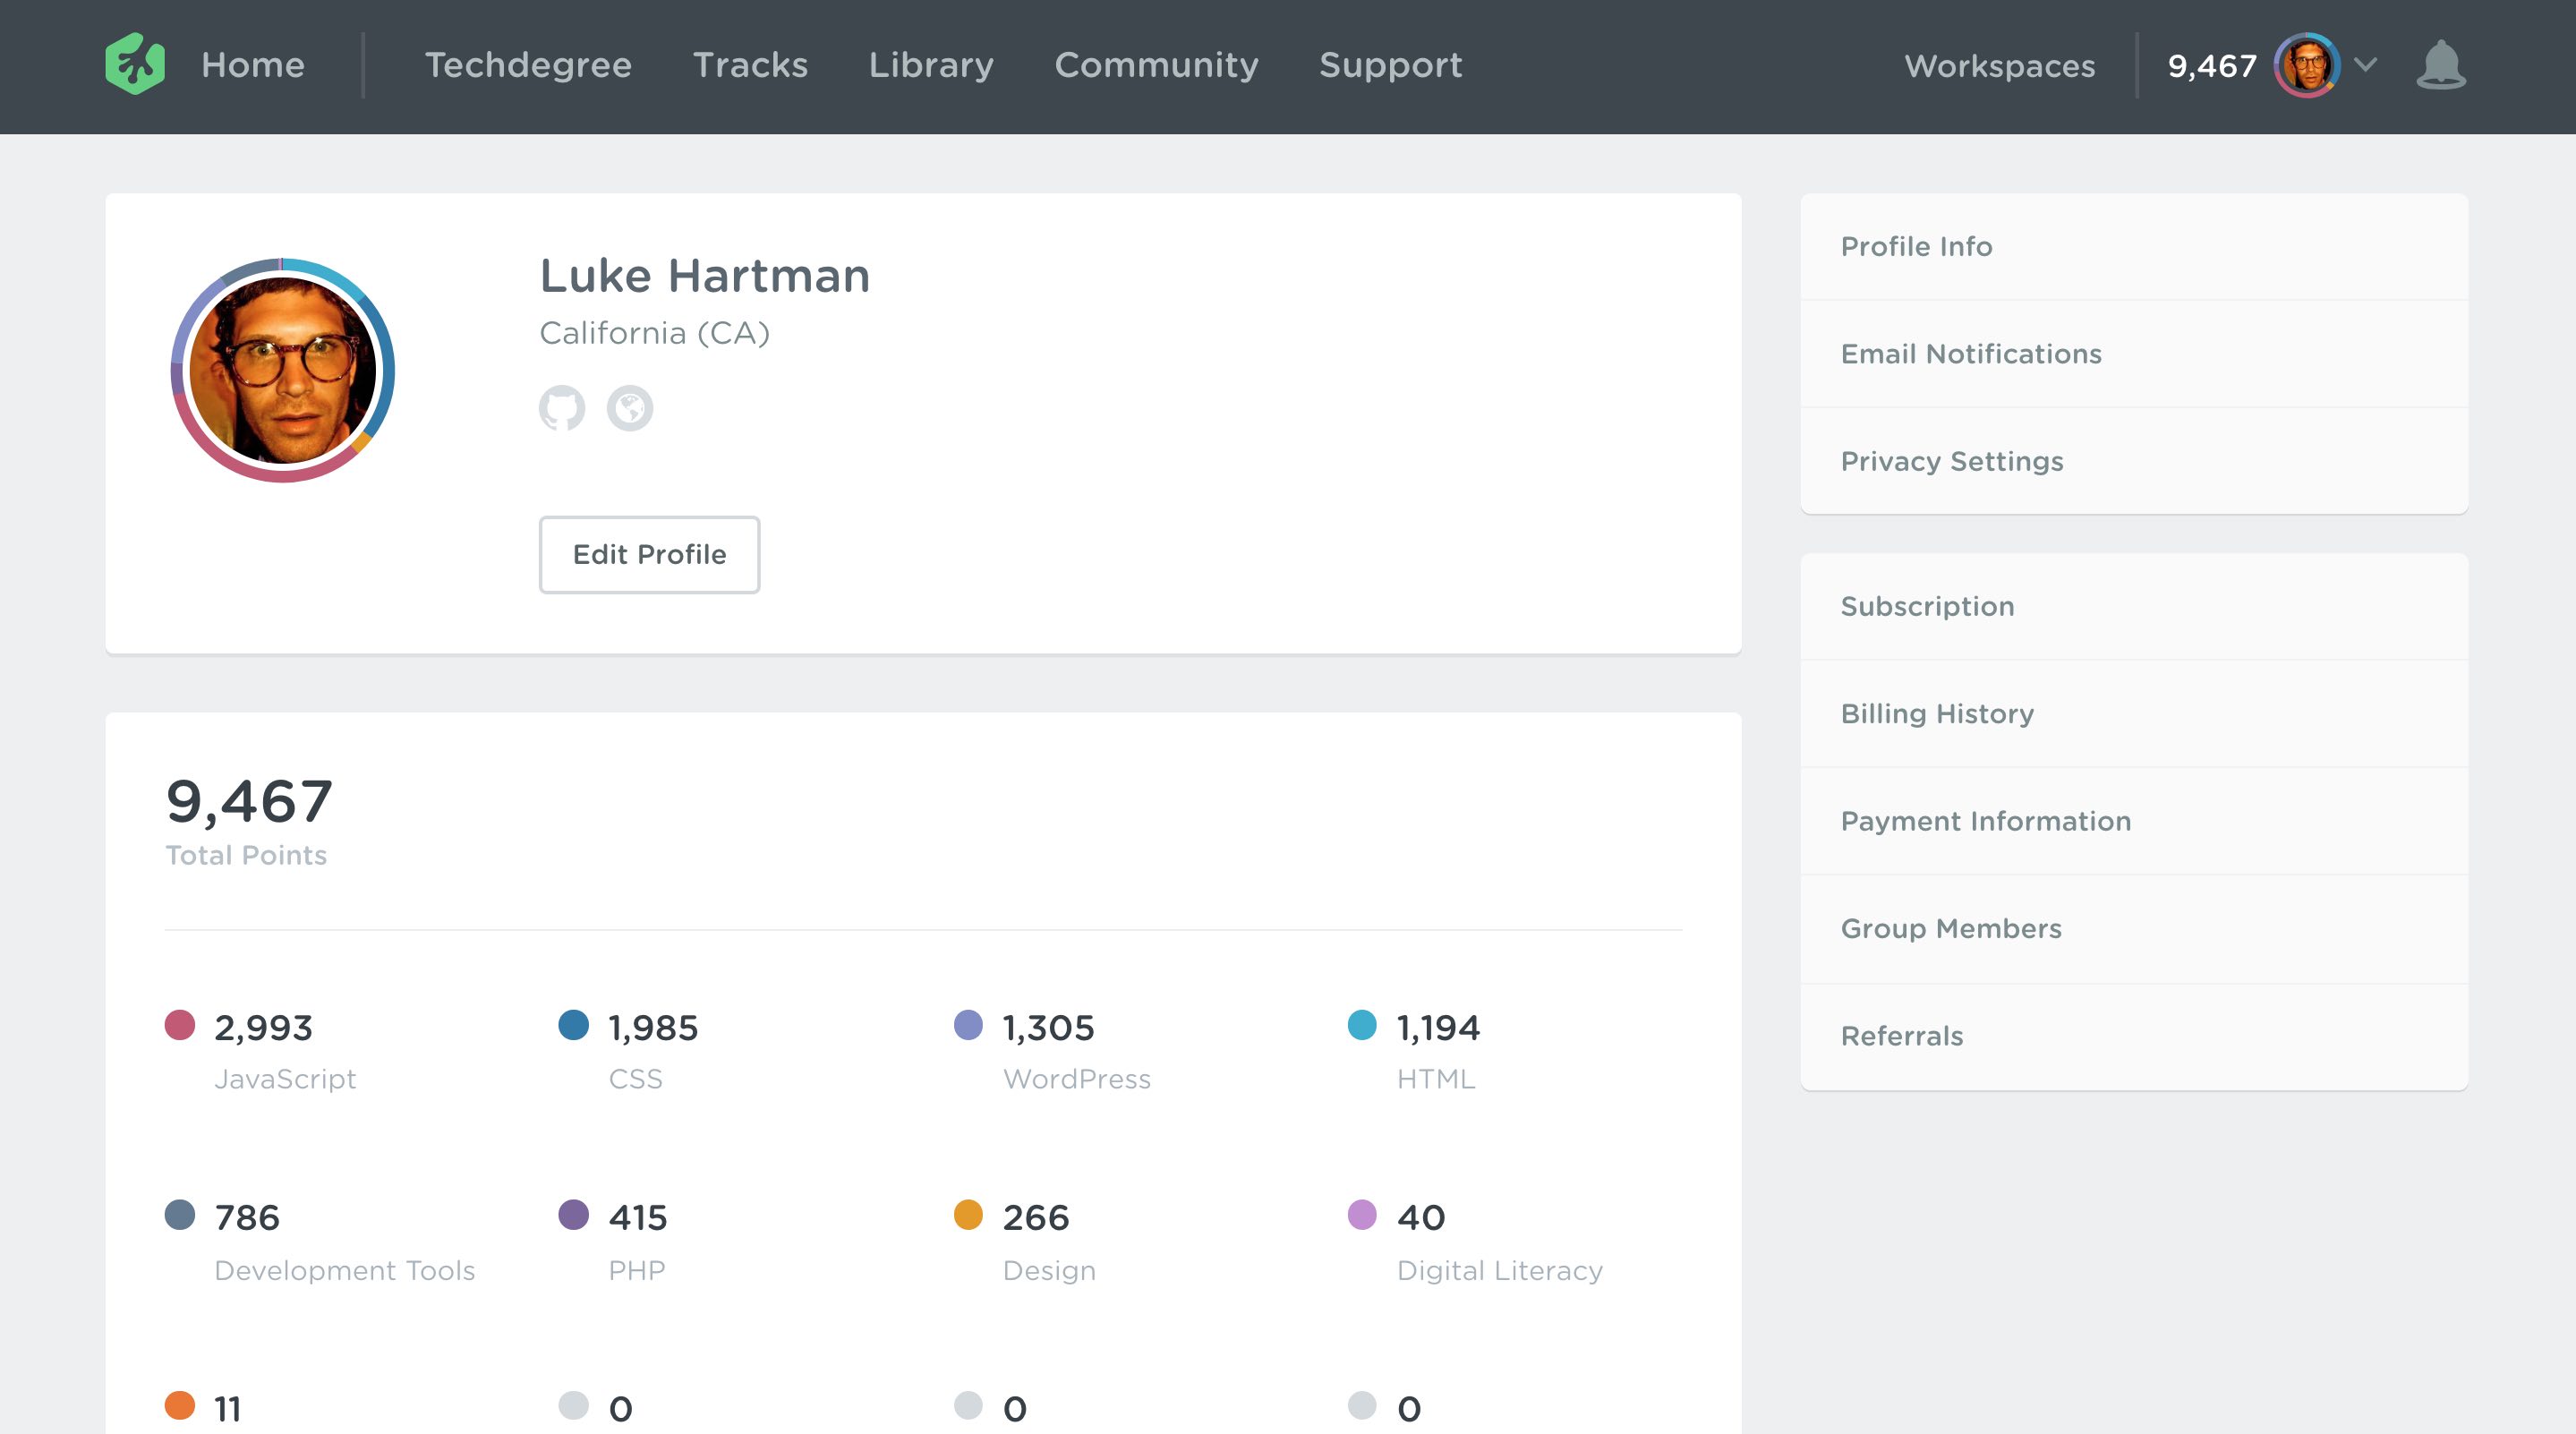 Home
Techdegree
Tracks
Library
Community
Support
Workspaces
9,467
Luke Hartman
California (CA)
Edit Profile
9,467
Total Points
2,993
JavaScript
1,985
CSS
1,305
WordPress
1,194
HTML
786
Development Tools
415
PHP
266
Design
40
Digital Literacy
11
0
0
0
Profile Info
Email Notifications
Privacy Settings
Subscription
Billing History
Payment Information
Group Members
Referrals